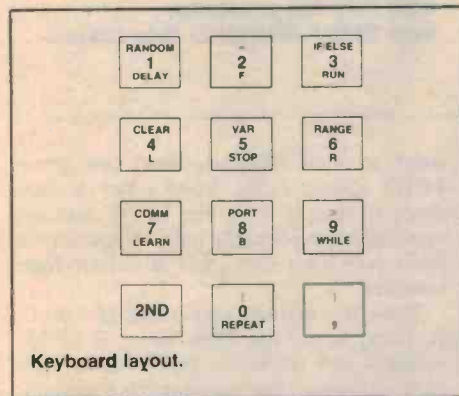 RANDOM
1
DELAY
=
2
F
IF ELSE
3
RUN
CLEAR
4
L
VAR
5
STOP
RANGE
6
R
COMM
7
LEARN
PORT
8
B
>
9
WHILE
2ND
0
REPEAT
Keyboard layout.